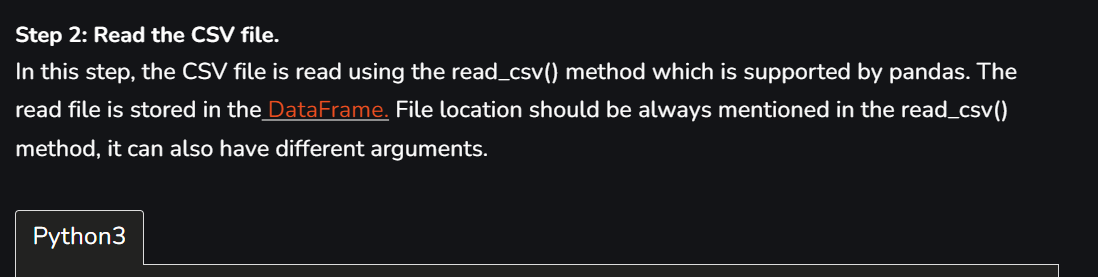 Step 2: Read the CSV file.
In this step, the CSV file is read using the read_csv() method which is supported by pandas. The
read file is stored in the DataFrame. File location should be always mentioned in the read_csv()
method, it can also have different arguments.
Python3